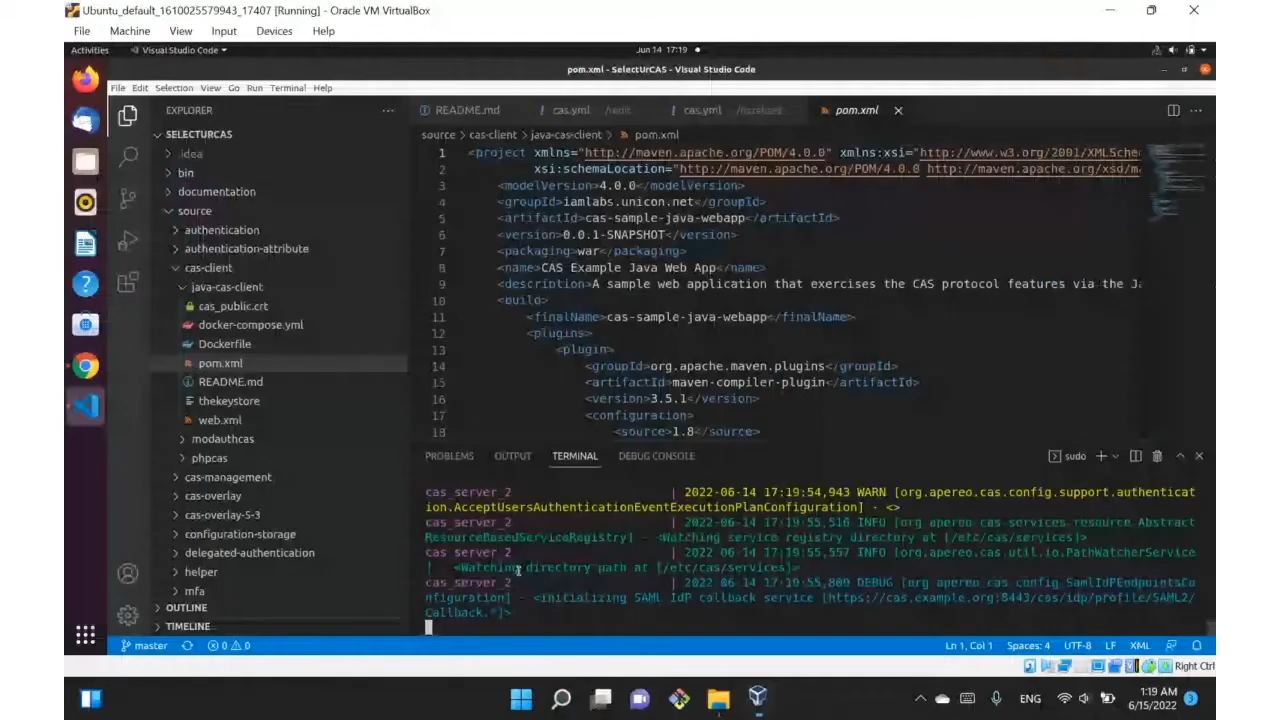 Ubuntu_default_1610025579943_17407 [Running] - Oracle VM VirtualBox
File Machine View Input Devices Help
Activities Visual Studio Code Jun 14 17:19
pom.xml - SelectUrCAS - Visual Studio Code
File Edit Selection View Go Run Terminal Help
EXPLORER
README.md
cas.yml
cas.yml
pom.xml
SELECTURCAS
.idea
bin
documentation
source
authentication
authentication-attribute
cas-client
java-cas-client
cas_public.crt
docker-compose.yml
Dockerfile
pom.xml
README.md
thekeystore
web.xml
modauthcas
phpcas
cas-management
cas-overlay
cas-overlay-5-3
configuration-storage
delegated-authentication
helper
mfa
OUTLINE
TIMELINE
source > cas-client > java-cas-client > pom.xml
1 <project xmlns="http://maven.apache.org/POM/4.0.0" xmlns:xsi="http://www.w3.org/2001/XMLSche
2 xsi:schemaLocation="http://maven.apache.org/POM/4.0.0 http://maven.apache.org/xsd/m
3 <modelVersion>4.0.0</modelVersion>
4 <groupId>iamlabs.unicon.net</groupId>
5 <artifactId>cas-sample-java-webapp</artifactId>
6 <version>0.0.1-SNAPSHOT</version>
7 <packaging>war</packaging>
8 <name>CAS Example Java Web App</name>
9 <description>A sample web application that exercises the CAS protocol features via the Ja
10 <build>
11 <finalName>cas-sample-java-webapp</finalName>
12 <plugins>
13 <plugin>
14 <groupId>org.apache.maven.plugins</groupId>
15 <artifactId>maven-compiler-plugin</artifactId>
16 <version>3.5.1</version>
17 <configuration>
18 <source>1.8</source>
PROBLEMS OUTPUT TERMINAL DEBUG CONSOLE
sudo
cas_server_2 | 2022-06-14 17:19:54,943 WARN [org.apereo.cas.config.support.authenticat
ion.AcceptUsersAuthenticationEventExecutionPlanConfiguration] - <>
cas_server_2 | 2022-06-14 17:19:55,516 INFO [org.apereo.cas.services.resource.Abstract
ResourceBasedServiceRegistry] - <Watching service registry directory at [/etc/cas/services]>
cas_server_2 | 2022-06-14 17:19:55,557 INFO [org.apereo.cas.util.io.PathWatcherService
] <Watching directory path at [/etc/cas/services]>
cas_server_2 | 2022-06-14 17:19:55,809 DEBUG [org.apereo.cas.config.SamlIdPEndpointsCo
nfiguration] - <Initializing SAML IdP callback service [https://cas.example.org:8443/cas/idp/profile/SAML2/
Callback.*]>
master 0 0
Ln 1, Col 1 Spaces: 4 UTF-8 LF XML
Right Ctrl
ENG
1:19 AM
6/15/2022
3